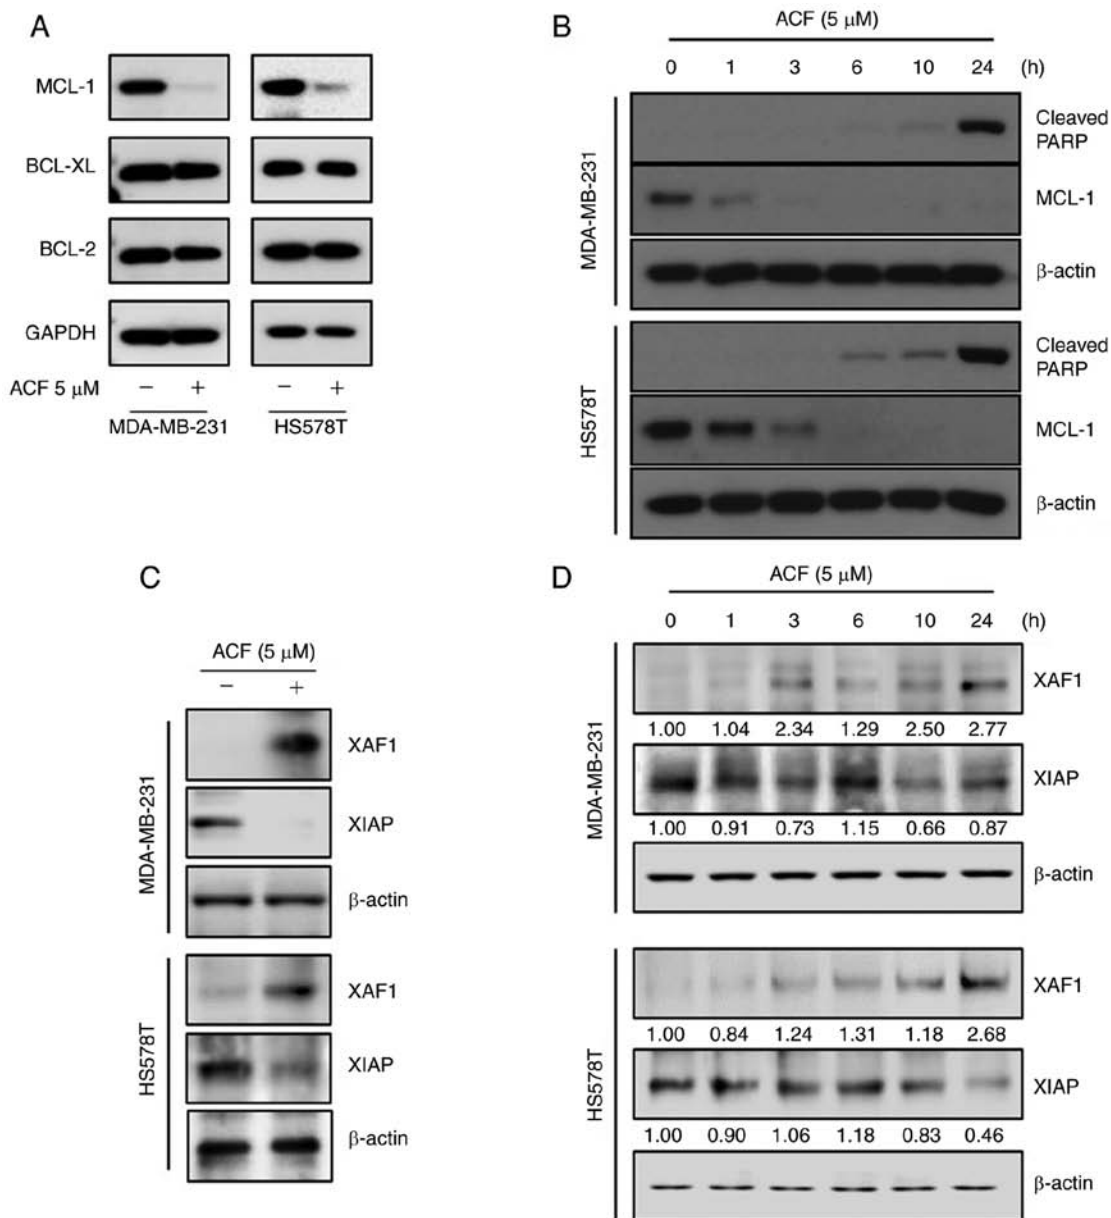 A
MCL-1
BCL-XL
BCL-2
GAPDH
ACF 5 μM − + − +
MDA-MB-231 HS578T
B
ACF (5 μM)
0 1 3 6 10 24 (h)
MDA-MB-231
Cleaved
PARP
MCL-1
β-actin
HS578T
Cleaved
PARP
MCL-1
β-actin
C
ACF (5 μM)
− +
MDA-MB-231
XAF1
XIAP
β-actin
HS578T
XAF1
XIAP
β-actin
D
ACF (5 μM)
0 1 3 6 10 24 (h)
MDA-MB-231
XAF1
1.00 1.04 2.34 1.29 2.50 2.77
XIAP
1.00 0.91 0.73 1.15 0.66 0.87
β-actin
HS578T
XAF1
1.00 0.84 1.24 1.31 1.18 2.68
XIAP
1.00 0.90 1.06 1.18 0.83 0.46
β-actin